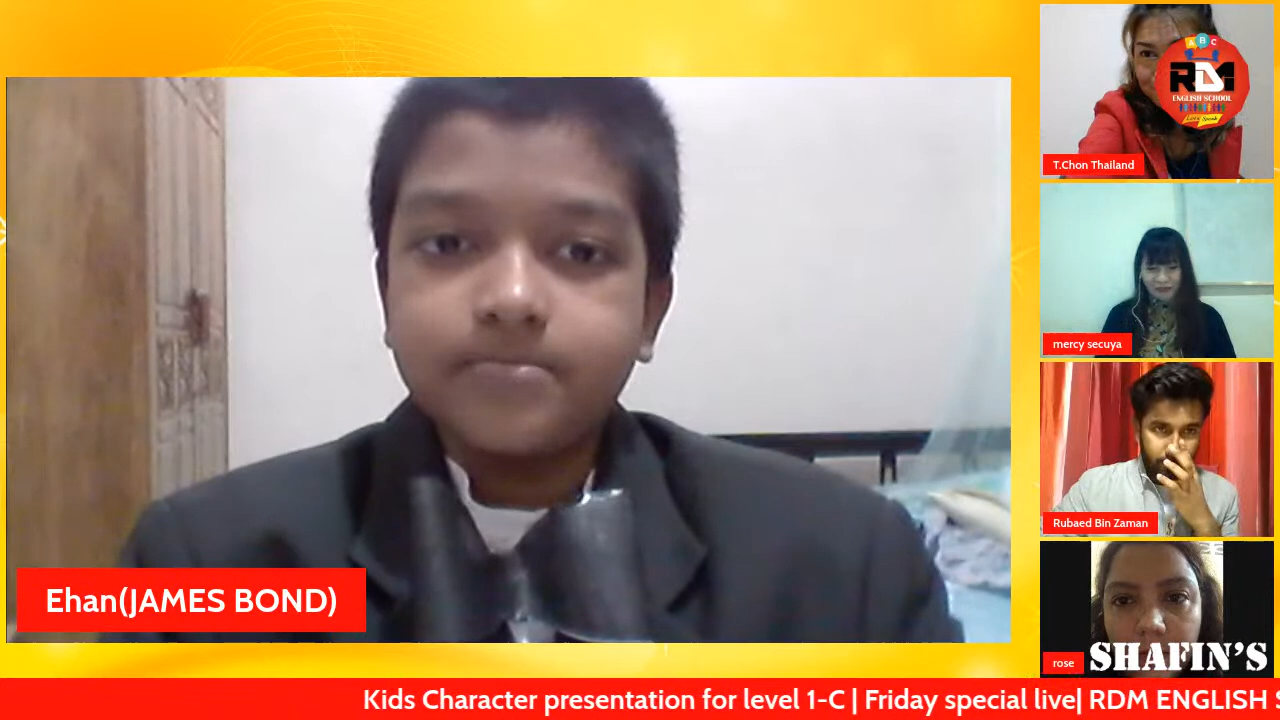 A B C
RDM
ENGLISH SCHOOL
T.Chon Thailand
mercy secuya
Rubaed Bin Zaman
Ehan(JAMES BOND)
rose
SHAFIN'S
Kids Character presentation for level 1-C | Friday special live| RDM ENGLISH S